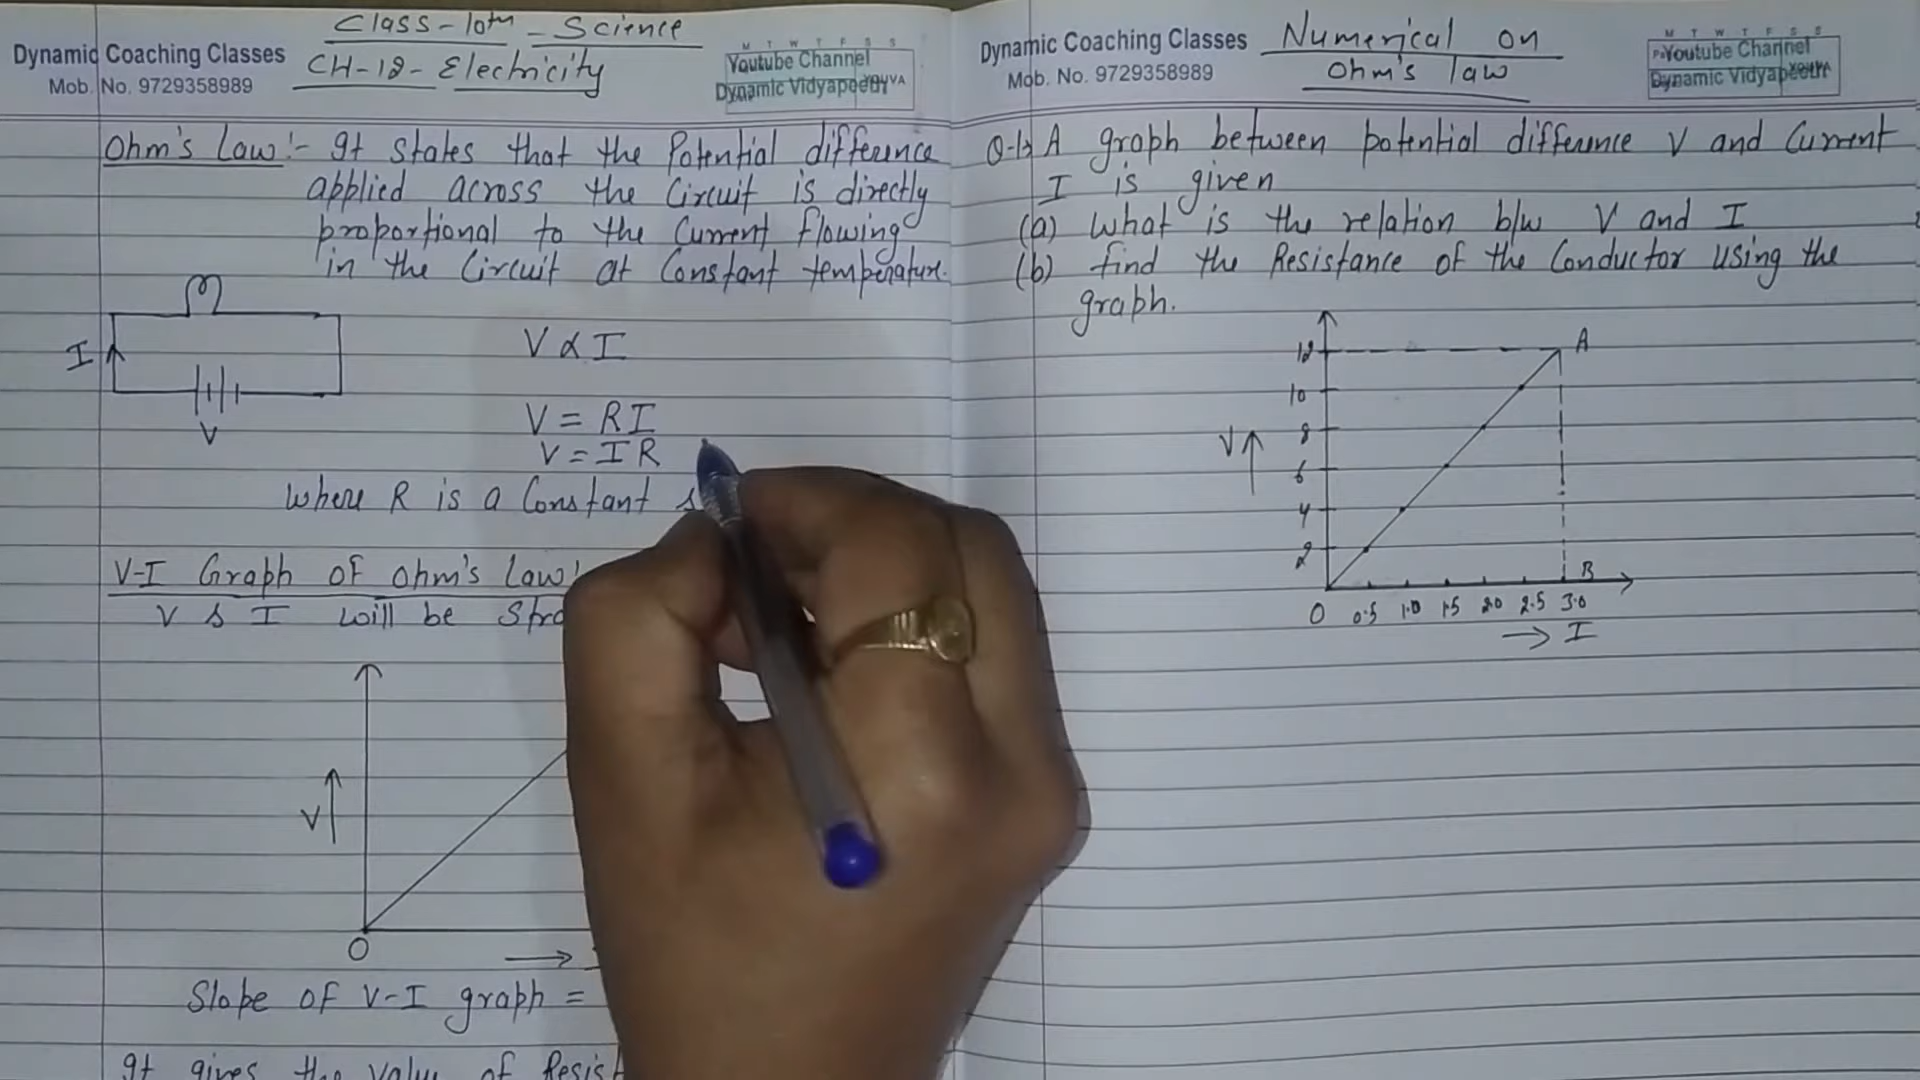 Class-10th - Science
Dynamic Coaching Classes
CH-12- Electricity
Mob. No. 9729358989
M T W T F S S
Youtube Channel
YOUVA
Dynamic Vidyapeeth
Ohm's Law:- It states that the Potential difference
applied across the Circuit is directly
proportional to the Current flowing
in the Circuit at Constant temperature.
I
V
V ∝ I
V = RI
V = IR
where R is a Constant
V-I Graph of Ohm's Law:
V & I will be
V
O
Slope of V-I graph =
It gives the value of
Dynamic Coaching Classes
Mob. No. 9729358989
Numerical on
Ohm's law
M T W T F S S
Youtube Channel
YOUVA
Dynamic Vidyapeeth
Q-1) A graph between potential difference V and Current
I is given
(a) What is the relation b/w V and I
(b) find the Resistance of the Conductor using the
graph.
12 A
10
V 8
6
4
2
B
O 0.5 1.0 1.5 2.0 2.5 3.0
→ I